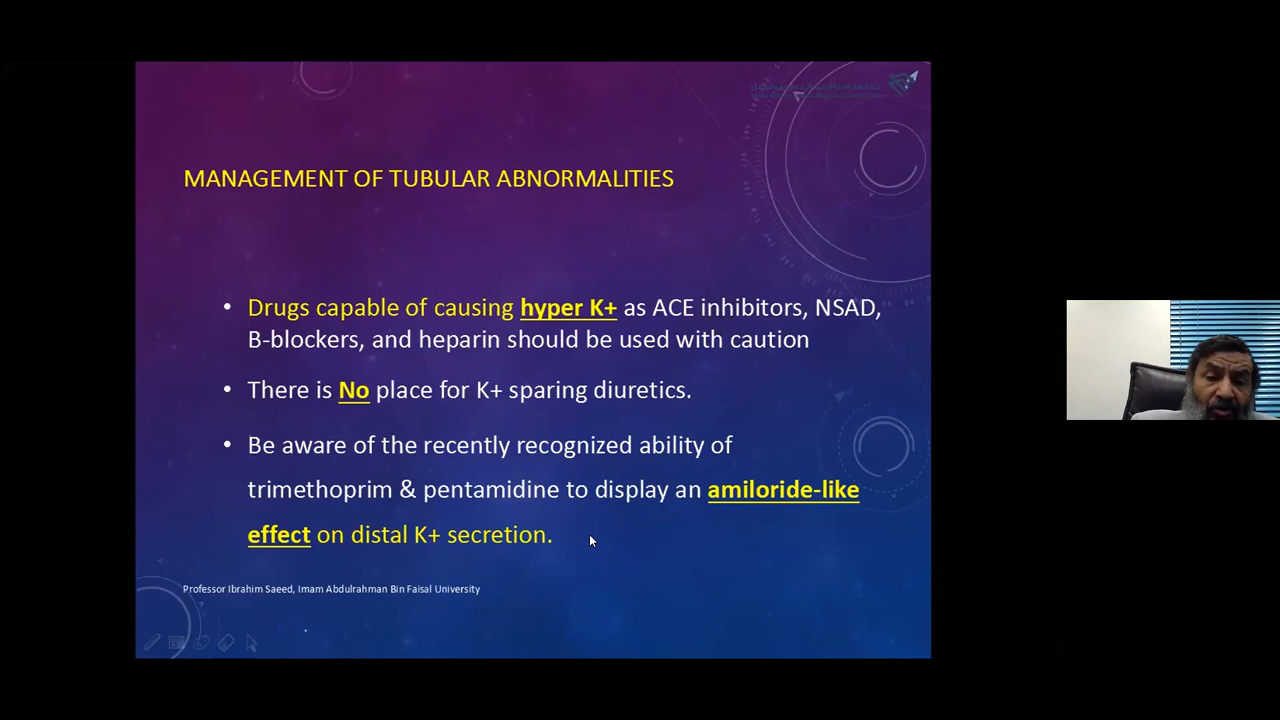 MANAGEMENT OF TUBULAR ABNORMALITIES
• Drugs capable of causing hyper K+ as ACE inhibitors, NSAD,
B-blockers, and heparin should be used with caution
• There is No place for K+ sparing diuretics.
• Be aware of the recently recognized ability of
trimethoprim & pentamidine to display an amiloride-like
effect on distal K+ secretion.
Professor Ibrahim Saeed, Imam Abdulrahman Bin Faisal University